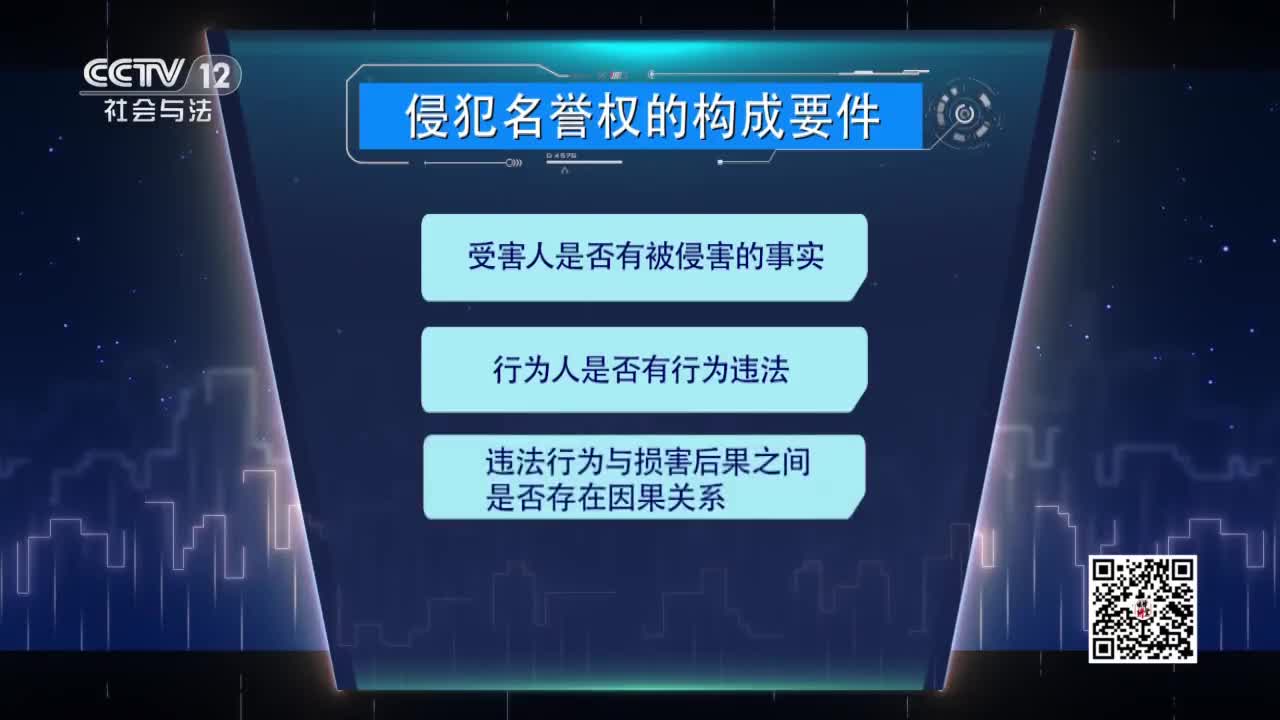 CCTV 12
社会与法
侵犯名誉权的构成要件
受害人是否有被侵害的事实
行为人是否有行为违法
违法行为与损害后果之间
是否存在因果关系